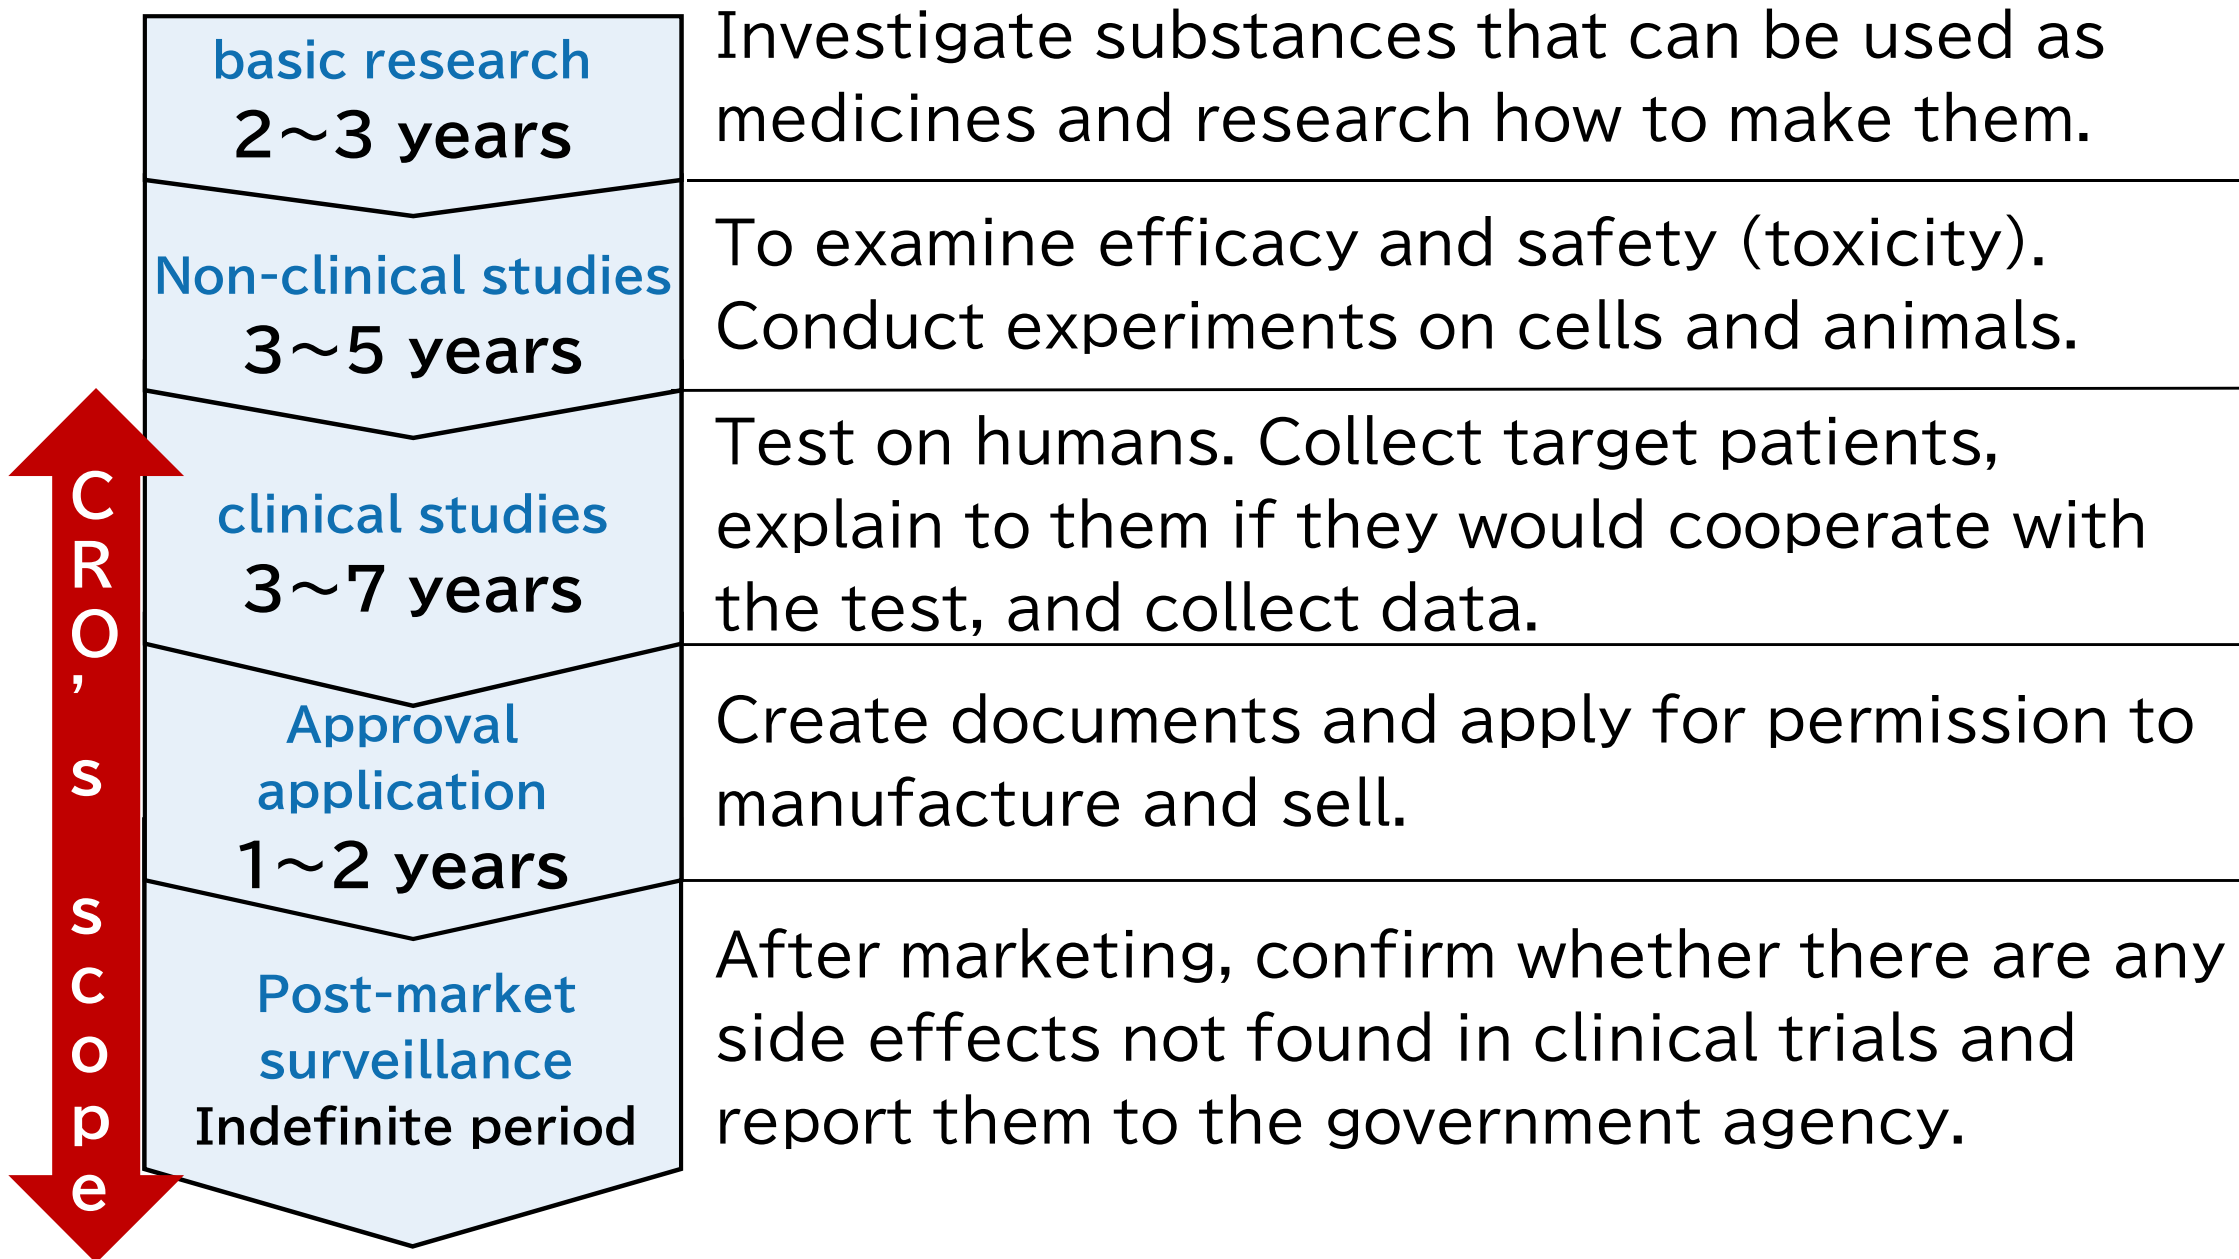 basic research
2～3 years
Investigate substances that can be used as
medicines and research how to make them.
Non-clinical studies
3～5 years
To examine efficacy and safety (toxicity).
Conduct experiments on cells and animals.
clinical studies
3～7 years
Test on humans. Collect target patients,
explain to them if they would cooperate with
the test, and collect data.
Approval
application
1～2 years
Create documents and apply for permission to
manufacture and sell.
Post-market
surveillance
Indefinite period
After marketing, confirm whether there are any
side effects not found in clinical trials and
report them to the government agency.
CRO's scope